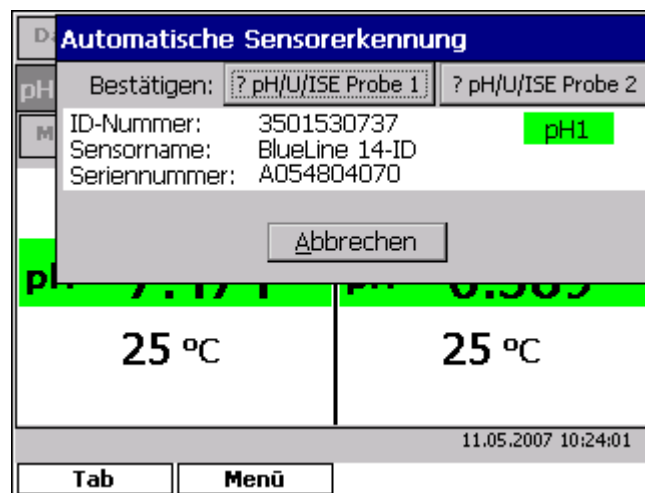 Automatische Sensorerkennung
Bestätigen: ? pH/U/ISE Probe 1 ? pH/U/ISE Probe 2
ID-Nummer: 3501530737 pH1
Sensorname: BlueLine 14-ID
Seriennummer: A054804070
Abbrechen
25 °C 25 °C
11.05.2007 10:24:01
Tab Menü